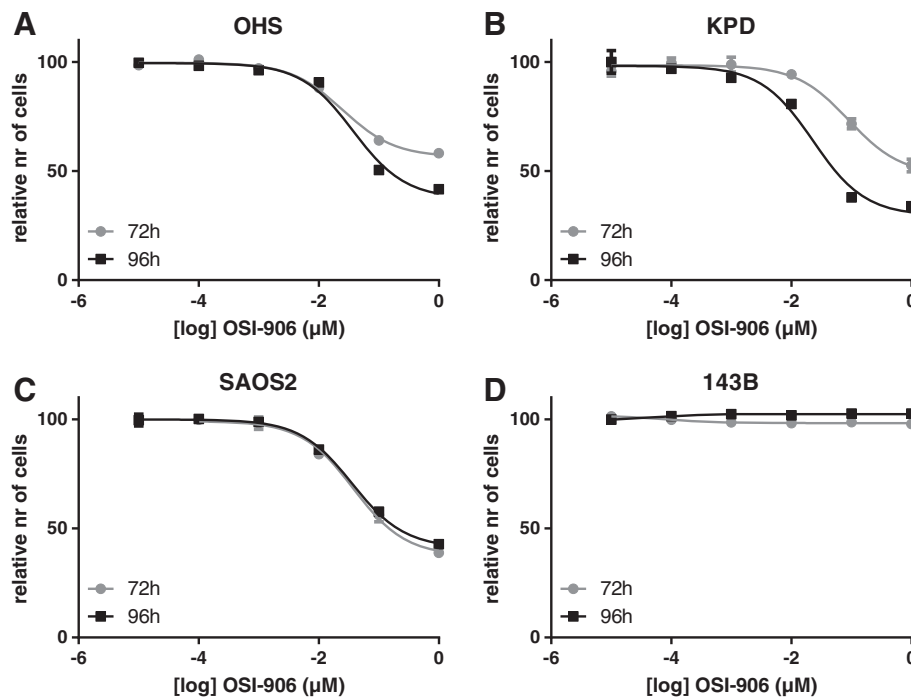 A
OHS
100
50
0
relative nr of cells
72h
96h
-6
-4
-2
0
[log] OSI-906 (µM)
B
KPD
100
50
0
relative nr of cells
72h
96h
-6
-4
-2
0
[log] OSI-906 (µM)
C
SAOS2
100
50
0
relative nr of cells
72h
96h
-6
-4
-2
0
[log] OSI-906 (µM)
D
143B
100
50
0
relative nr of cells
72h
96h
-6
-4
-2
0
[log] OSI-906 (µM)